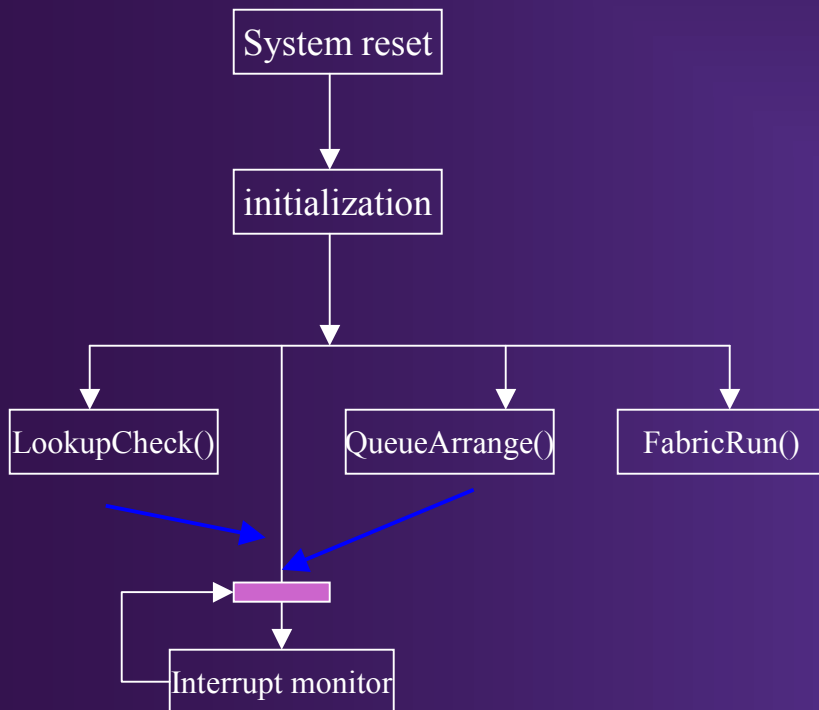 System reset
initialization
LookupCheck()
QueueArrange()
FabricRun()
Interrupt monitor